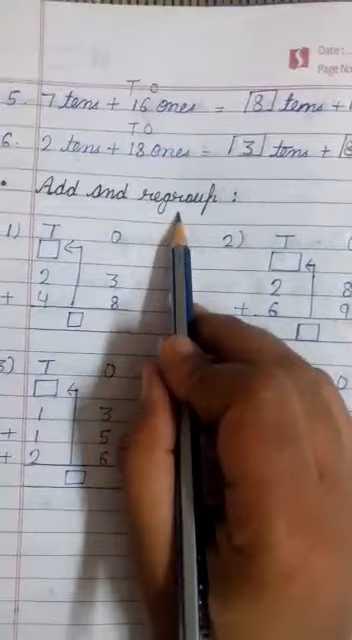 Date:
Page No
T O
5. 7 tens + 16 ones = 8 tens +
T O
6. 2 tens + 18 ones = 3 tens +
• Add and regroup :
1) T O
2 3
+ 4 8
2) T O
2 8
+ 6 9
3) T O
1 3
+ 1 5
+ 2 6